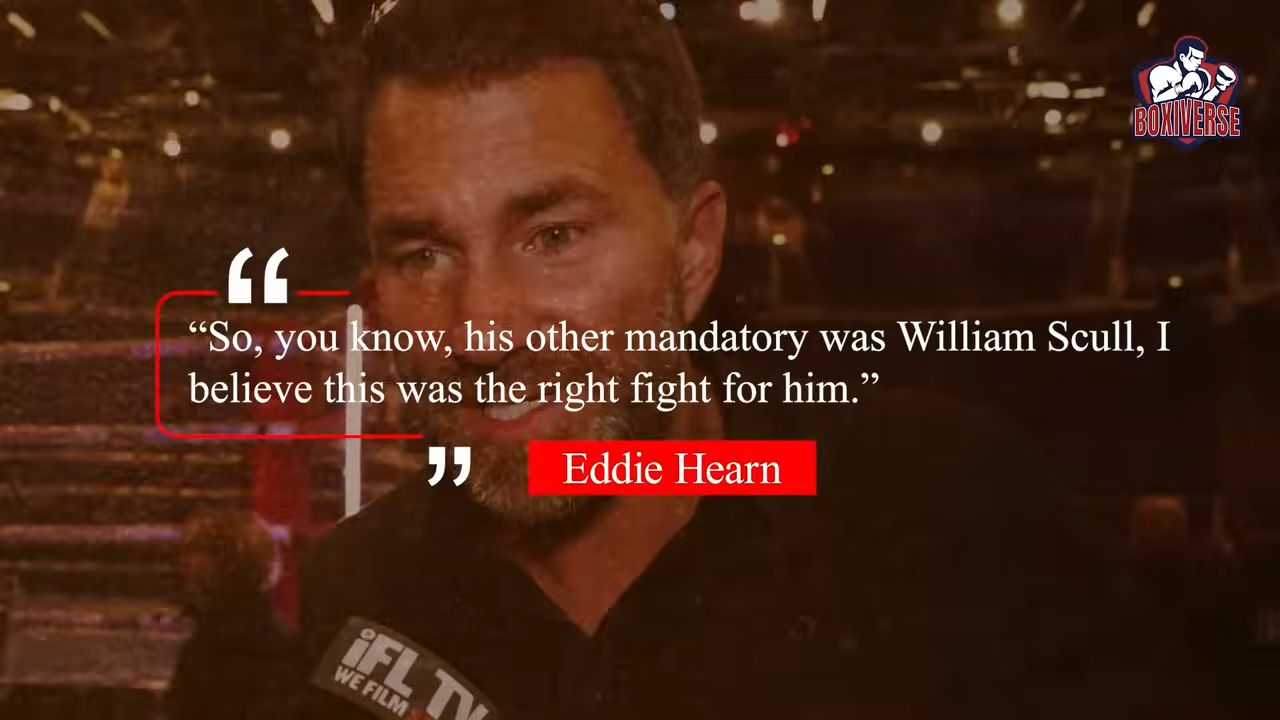 BOXIVERSE
“So, you know, his other mandatory was William Scull, I
believe this was the right fight for him.”
Eddie Hearn
iFL TV
WE FILM